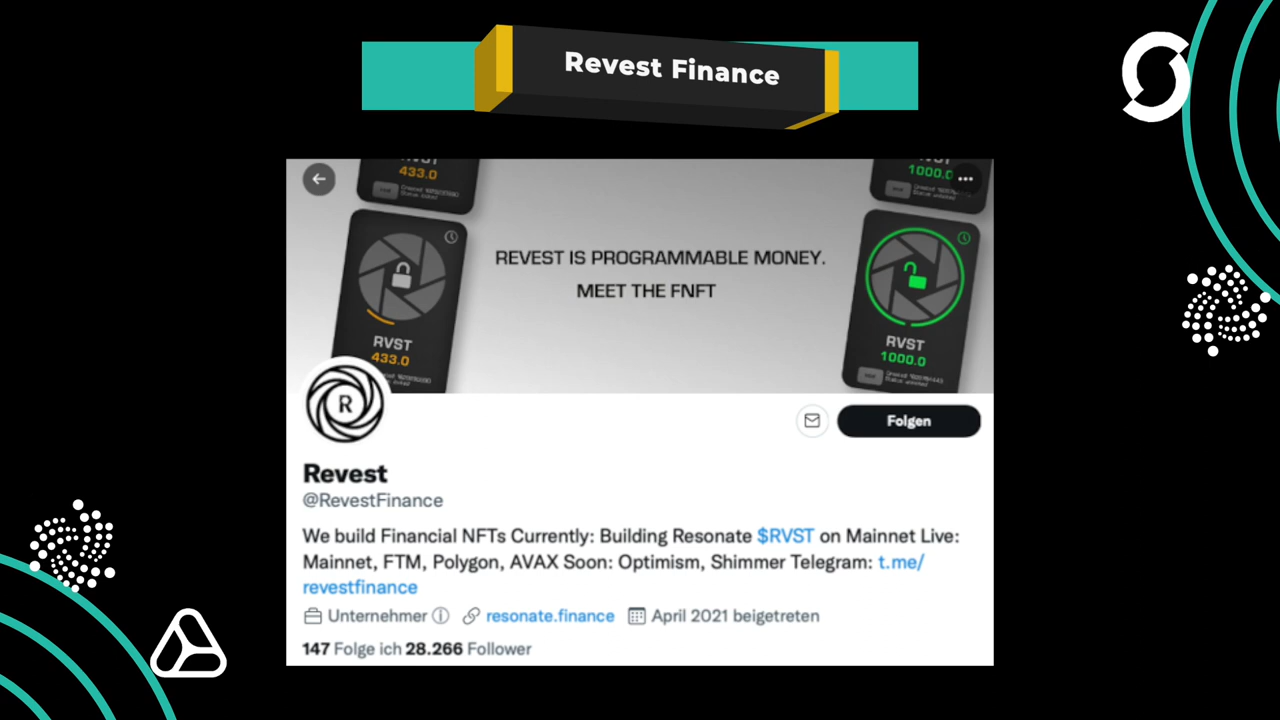 Revest Finance
RVST
433.0
RVST
1000.0
REVEST IS PROGRAMMABLE MONEY.
MEET THE FNFT
RVST
433.0
RVST
1000.0
R
Folgen
Revest
@RevestFinance
We build Financial NFTs Currently: Building Resonate $RVST on Mainnet Live:
Mainnet, FTM, Polygon, AVAX Soon: Optimism, Shimmer Telegram: t.me/
revestfinance
Unternehmer resonate.finance April 2021 beigetreten
147 Folge ich 28.266 Follower